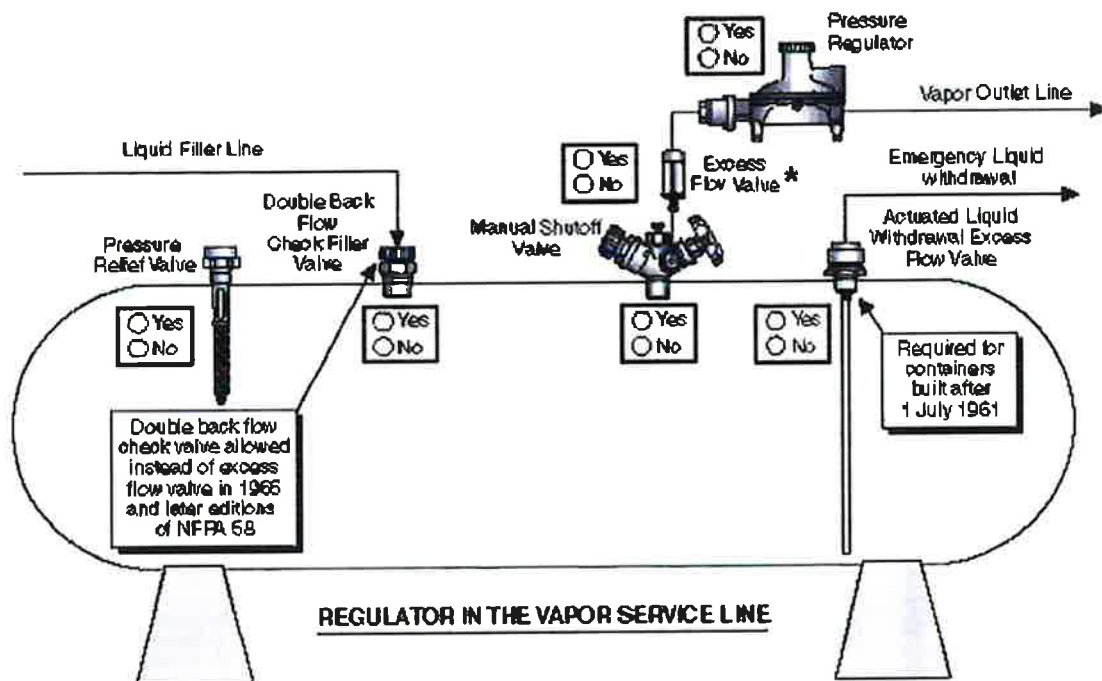 Yes
No
Pressure
Regulator
Vapor Outlet Line
Liquid Filler Line
Yes
No
Excess
Flow Valve *
Emergency Liquid
withdrawal
Double Back
Flow
Check Filler
Valve
Manual Shutoff
Valve
Actuated Liquid
Withdrawal Excess
Flow Valve
Pressure
Relief Valve
Yes
No
Yes
No
Yes
No
Yes
No
Required for
containers
built after
1 July 1961
Double back flow
check valve allowed
instead of excess
flow valve in 1965
and later editions
of NFPA 58
REGULATOR IN THE VAPOR SERVICE LINE